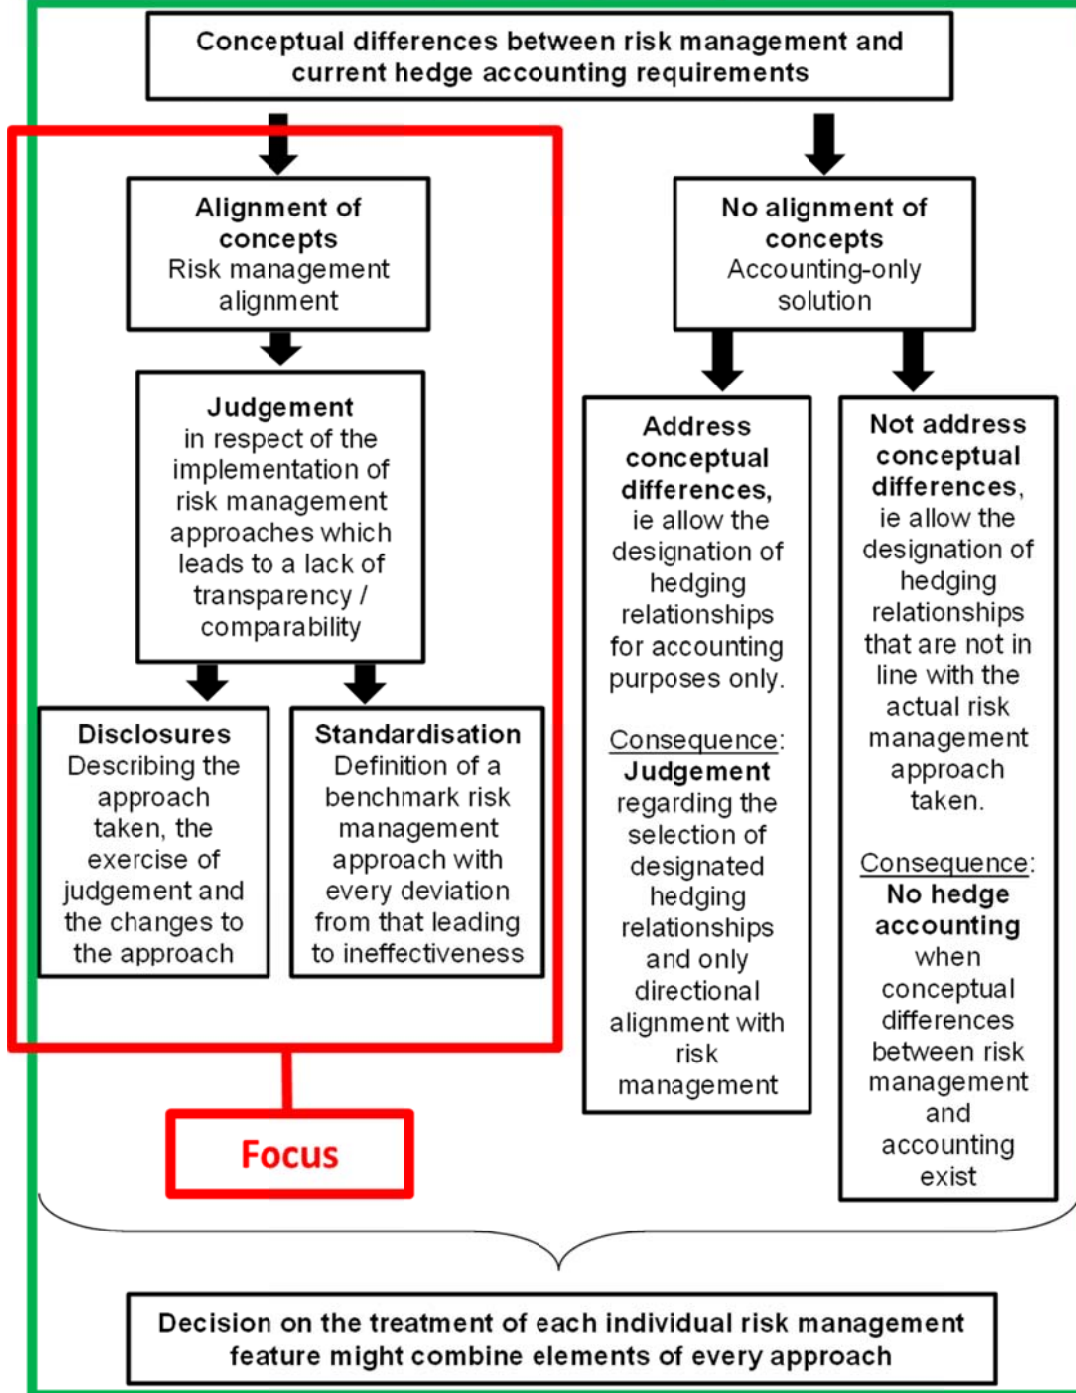 Conceptual differences between risk management and
current hedge accounting requirements
Alignment of
concepts
Risk management
alignment
Judgement
in respect of the
implementation of
risk management
approaches which
leads to a lack of
transparency /
comparability
Disclosures
Describing the
approach
taken, the
exercise of
judgement and
the changes to
the approach
Standardisation
Definition of a
benchmark risk
management
approach with
every deviation
from that leading
to ineffectiveness
Focus
No alignment of
concepts
Accounting-only
solution
Address
conceptual
differences,
ie allow the
designation of
hedging
relationships
for accounting
purposes only.
Consequence:
Judgement
regarding the
selection of
designated
hedging
relationships
and only
directional
alignment with
risk
management
Not address
conceptual
differences,
ie allow the
designation of
hedging
relationships
that are not in
line with the
actual risk
management
approach
taken.
Consequence:
No hedge
accounting
when
conceptual
differences
between risk
management
and
accounting
exist
Decision on the treatment of each individual risk management
feature might combine elements of every approach